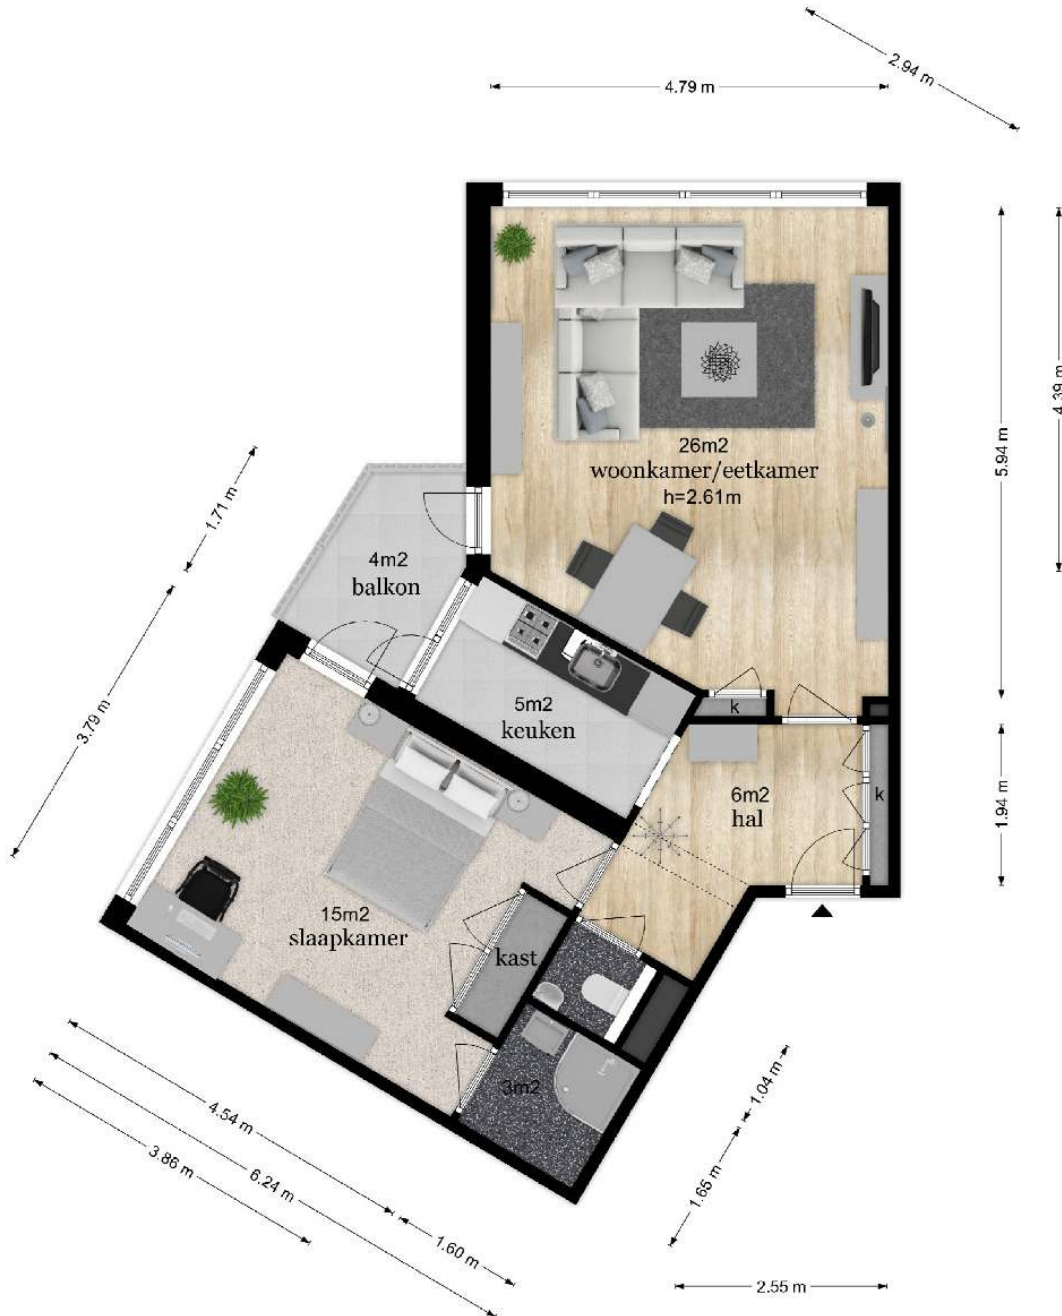 2.94 m
4.79 m
4.39 m
5.94 m
26m2
woonkamer/eetkamer
h=2.61m
1.71 m
4m2
balkon
3.79 m
5m2
keuken
k
6m2
hal
k
1.94 m
15m2
slaapkamer
kast
3m2
4.54 m
3.86 m
6.24 m
1.60 m
1.04 m
1.65 m
2.55 m